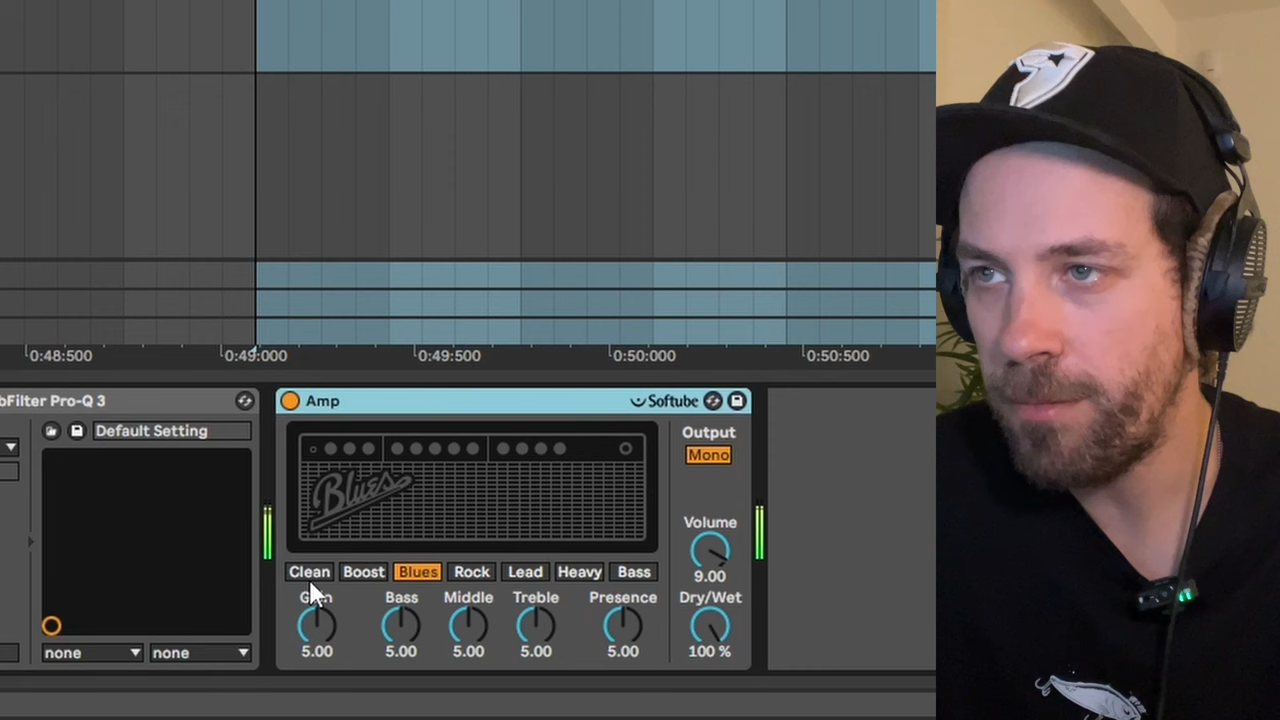 0:48:500 0:49:000 0:49:500 0:50:000 0:50:500
bFilter Pro-Q 3
Default Setting
none none
Amp Softube
Blues
Clean Boost Blues Rock Lead Heavy Bass
Gain Bass Middle Treble Presence
5.00 5.00 5.00 5.00 5.00
Output
Mono
Volume
9.00
Dry/Wet
100 %